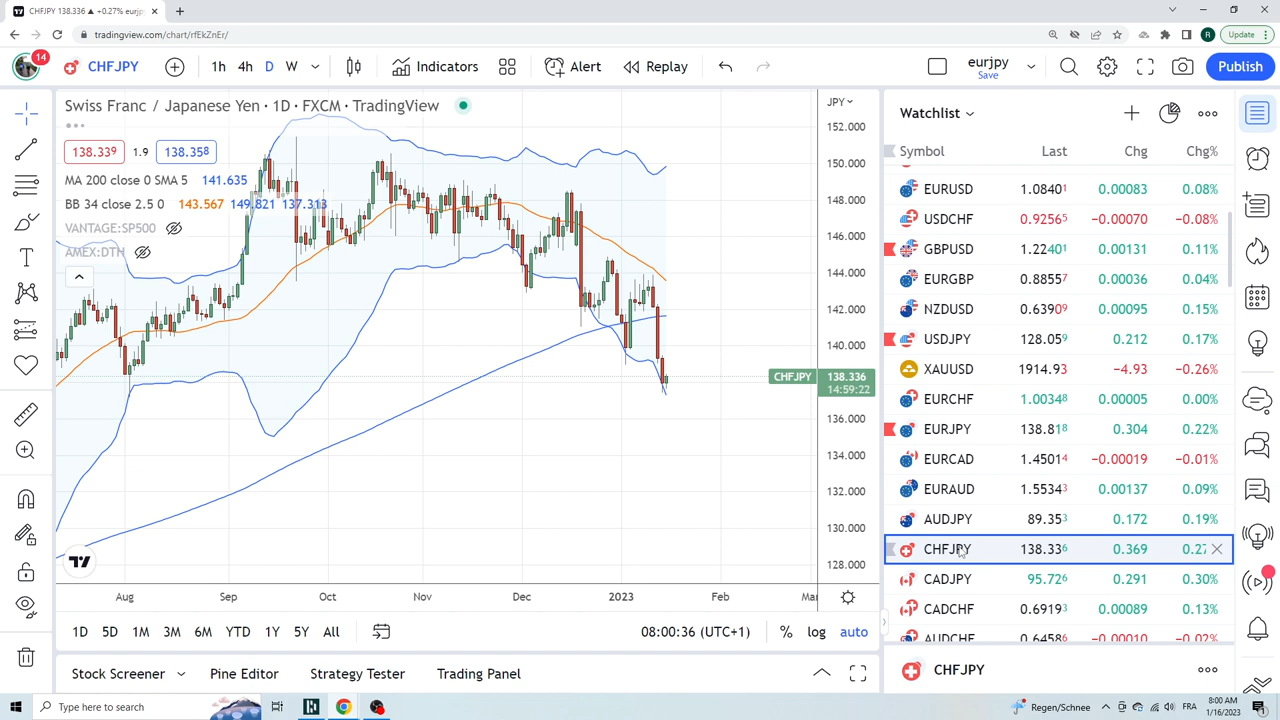 CHFJPY 138.336 ▲ +0.27% eurjp
tradingview.com/chart/rfEkZnEr/
R
Update
14
CHFJPY
1h 4h D W
Indicators
Alert
Replay
eurjpy
Save
Publish
Swiss Franc / Japanese Yen · 1D · FXCM · TradingView
138.339 1.9 138.358
MA 200 close 0 SMA 5 141.635
BB 34 close 2.5 0 143.567 149.821 137.313
VANTAGE:SP500
AMEX:DTH
JPY
152.000
150.000
148.000
146.000
144.000
142.000
140.000
CHFJPY 138.336
14:59:22
136.000
134.000
132.000
130.000
128.000
Aug Sep Oct Nov Dec 2023 Feb Mar
1D 5D 1M 3M 6M YTD 1Y 5Y All
08:00:36 (UTC+1) % log auto
Stock Screener Pine Editor Strategy Tester Trading Panel
Watchlist
Symbol Last Chg Chg%
EURUSD 1.08401 0.00083 0.08%
USDCHF 0.92565 −0.00070 −0.08%
GBPUSD 1.22401 0.00131 0.11%
EURGBP 0.88557 0.00036 0.04%
NZDUSD 0.63909 0.00095 0.15%
USDJPY 128.059 0.212 0.17%
XAUUSD 1914.93 −4.93 −0.26%
EURCHF 1.00348 0.00005 0.00%
EURJPY 138.818 0.304 0.22%
EURCAD 1.45014 −0.00019 −0.01%
EURAUD 1.55343 0.00137 0.09%
AUDJPY 89.353 0.172 0.19%
CHFJPY 138.336 0.369 0.27
CADJPY 95.726 0.291 0.30%
CADCHF 0.69193 0.00089 0.13%
AUDCHF 0.64586 −0.00010 −0.02%
CHFJPY
Type here to search
Regen/Schnee
FRA
8:00 AM
1/16/2023